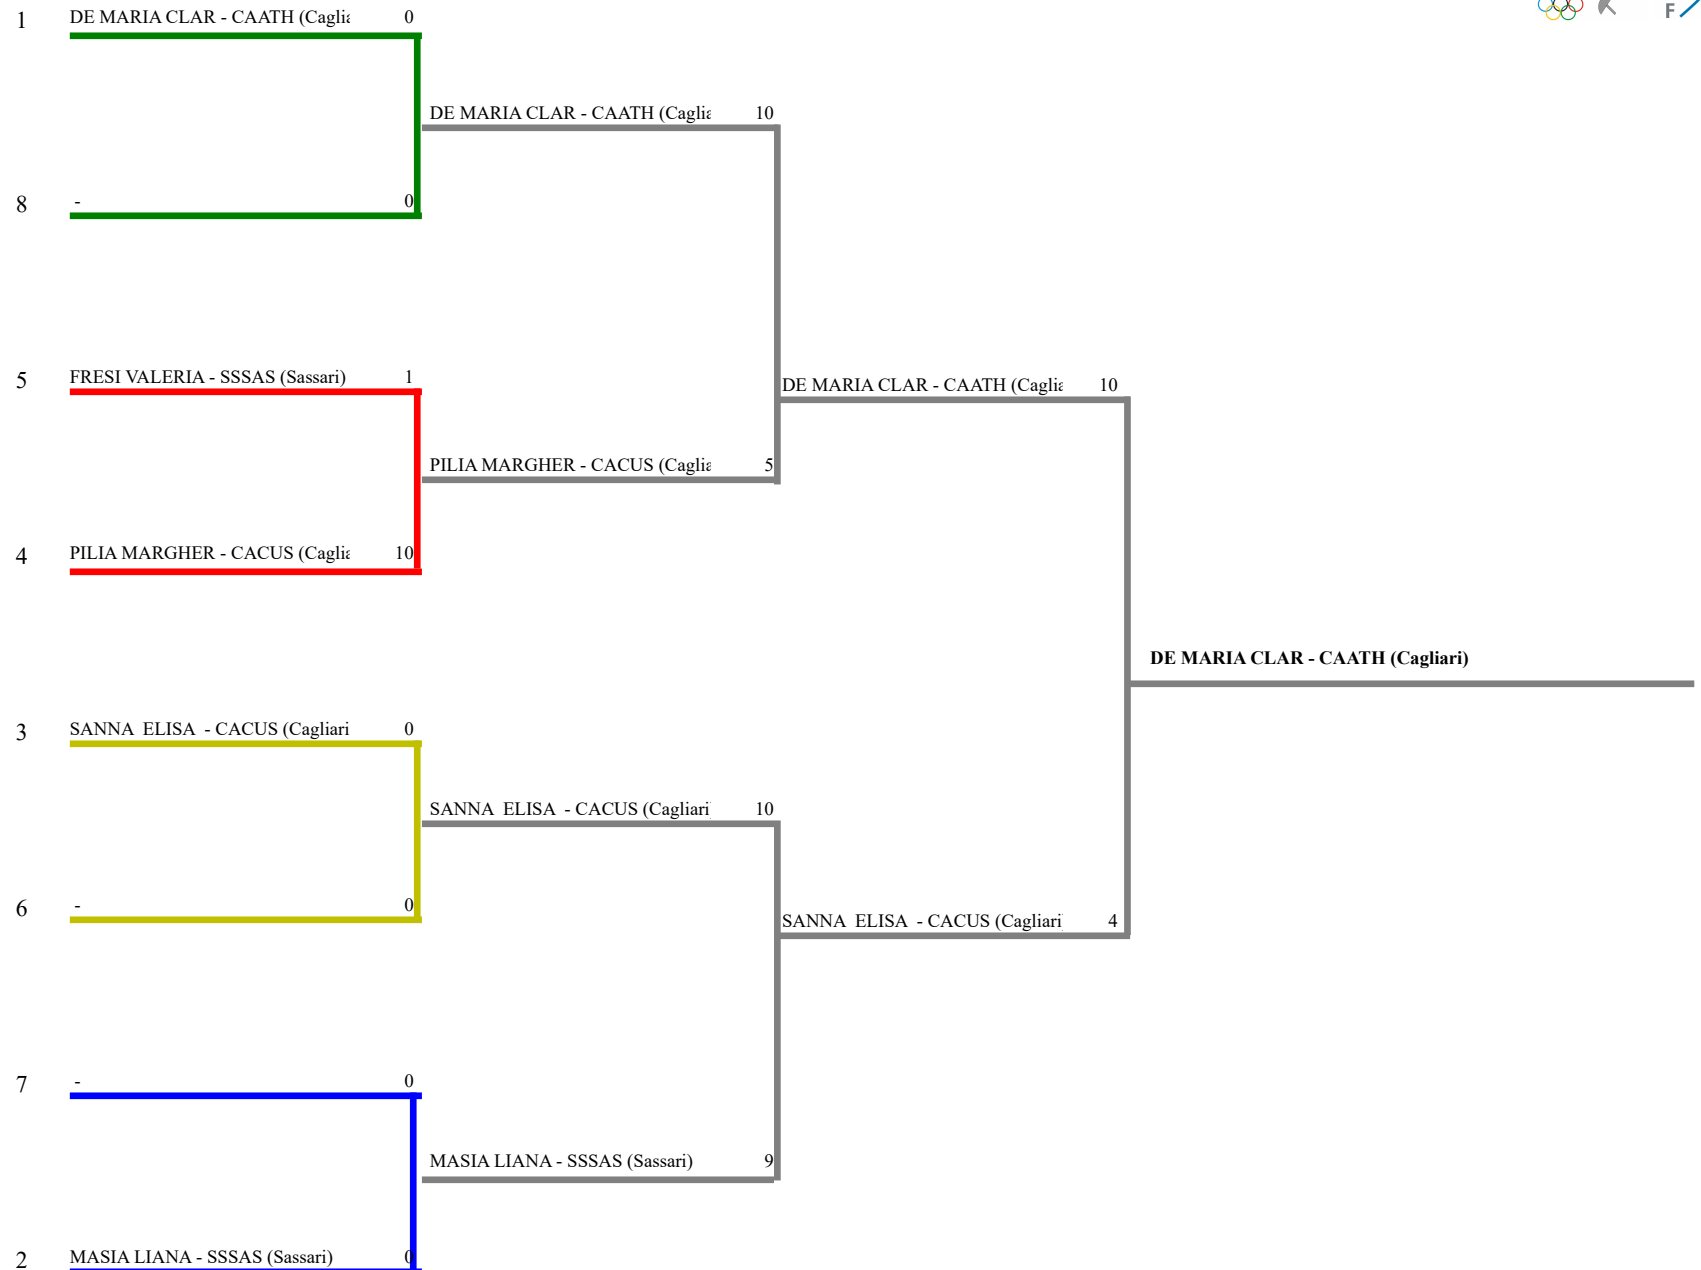 1 DE MARIA CLAR - CAATH (Caglia 0
F
DE MARIA CLAR - CAATH (Caglia 10
8 - 0
5 FRESI VALERIA - SSSAS (Sassari) 1
DE MARIA CLAR - CAATH (Caglia 10
PILIA MARGHER - CACUS (Caglia 5
4 PILIA MARGHER - CACUS (Caglia 10
DE MARIA CLAR - CAATH (Cagliari)
3 SANNA ELISA - CACUS (Cagliari 0
SANNA ELISA - CACUS (Cagliari 10
6 - 0
SANNA ELISA - CACUS (Cagliari 4
7 - 0
MASIA LIANA - SSSAS (Sassari) 9
2 MASIA LIANA - SSSAS (Sassari) 0